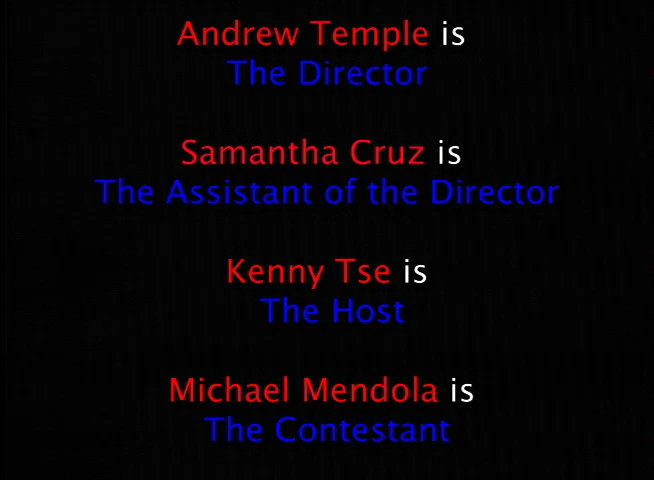 Andrew Temple is
The Director
Samantha Cruz is
The Assistant of the Director
Kenny Tse is
The Host
Michael Mendola is
The Contestant